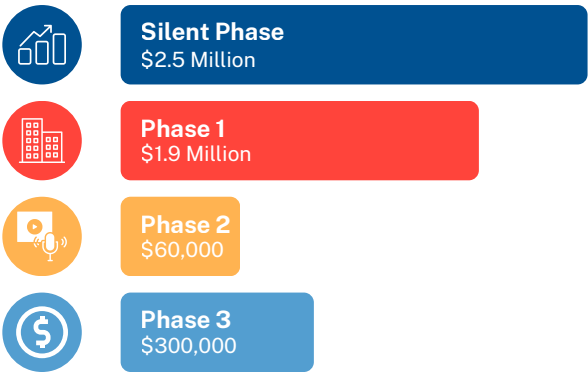 Silent Phase
$2.5 Million
Phase 1
$1.9 Million
Phase 2
$60,000
Phase 3
$300,000